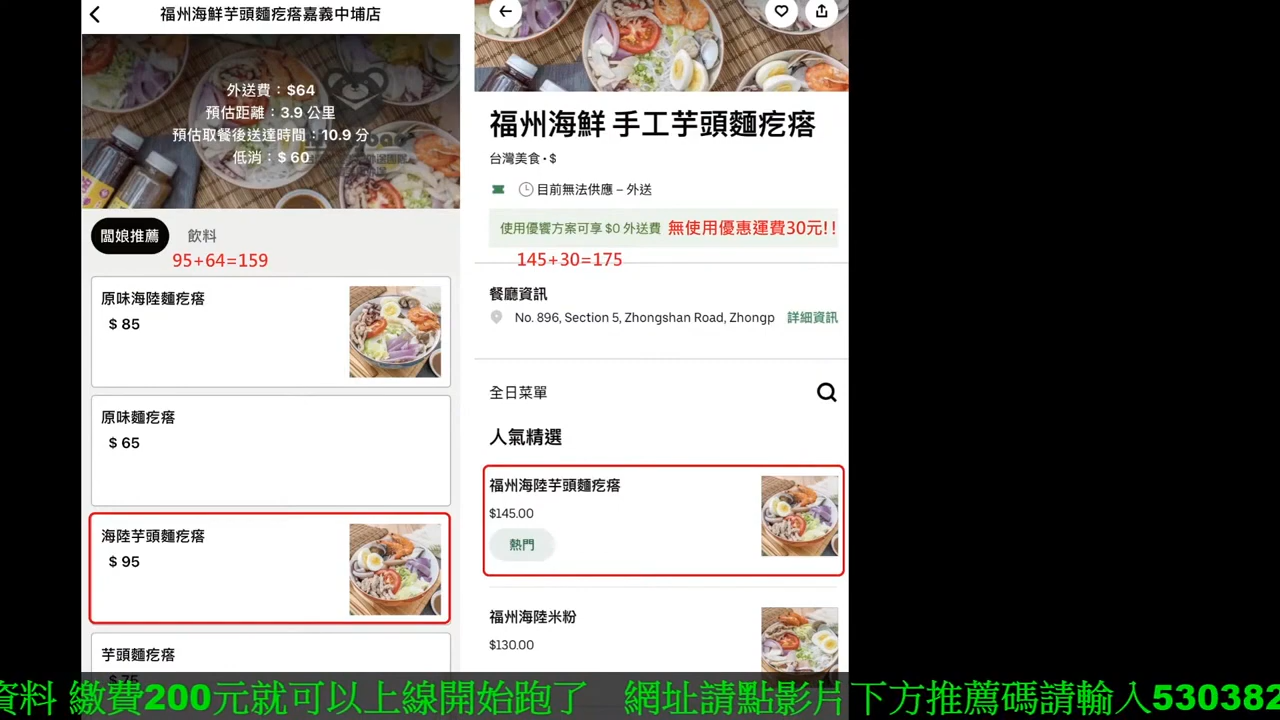 福州海鮮芋頭麵疙瘩嘉義中埔店
外送費：$64
預估距離：3.9 公里
預估取餐後送達時間：10.9 分
低消：$ 60
闆娘推薦
飲料
95+64=159
原味海陸麵疙瘩
$ 85
原味麵疙瘩
$ 65
海陸芋頭麵疙瘩
$ 95
芋頭麵疙瘩
$ 75
福州海鮮 手工芋頭麵疙瘩
台灣美食 • $
目前無法供應 – 外送
使用優饗方案可享 $0 外送費 無使用優惠運費30元!!
145+30=175
餐廳資訊
No. 896, Section 5, Zhongshan Road, Zhongp
詳細資訊
全日菜單
人氣精選
福州海陸芋頭麵疙瘩
$145.00
熱門
福州海陸米粉
$130.00
資料 繳費200元就可以上線開始跑了 網址請點影片下方推薦碼請輸入530382